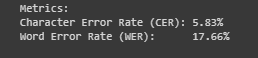 Metrics:
Character Error Rate (CER): 5.83%
Word Error Rate (WER): 17.66%